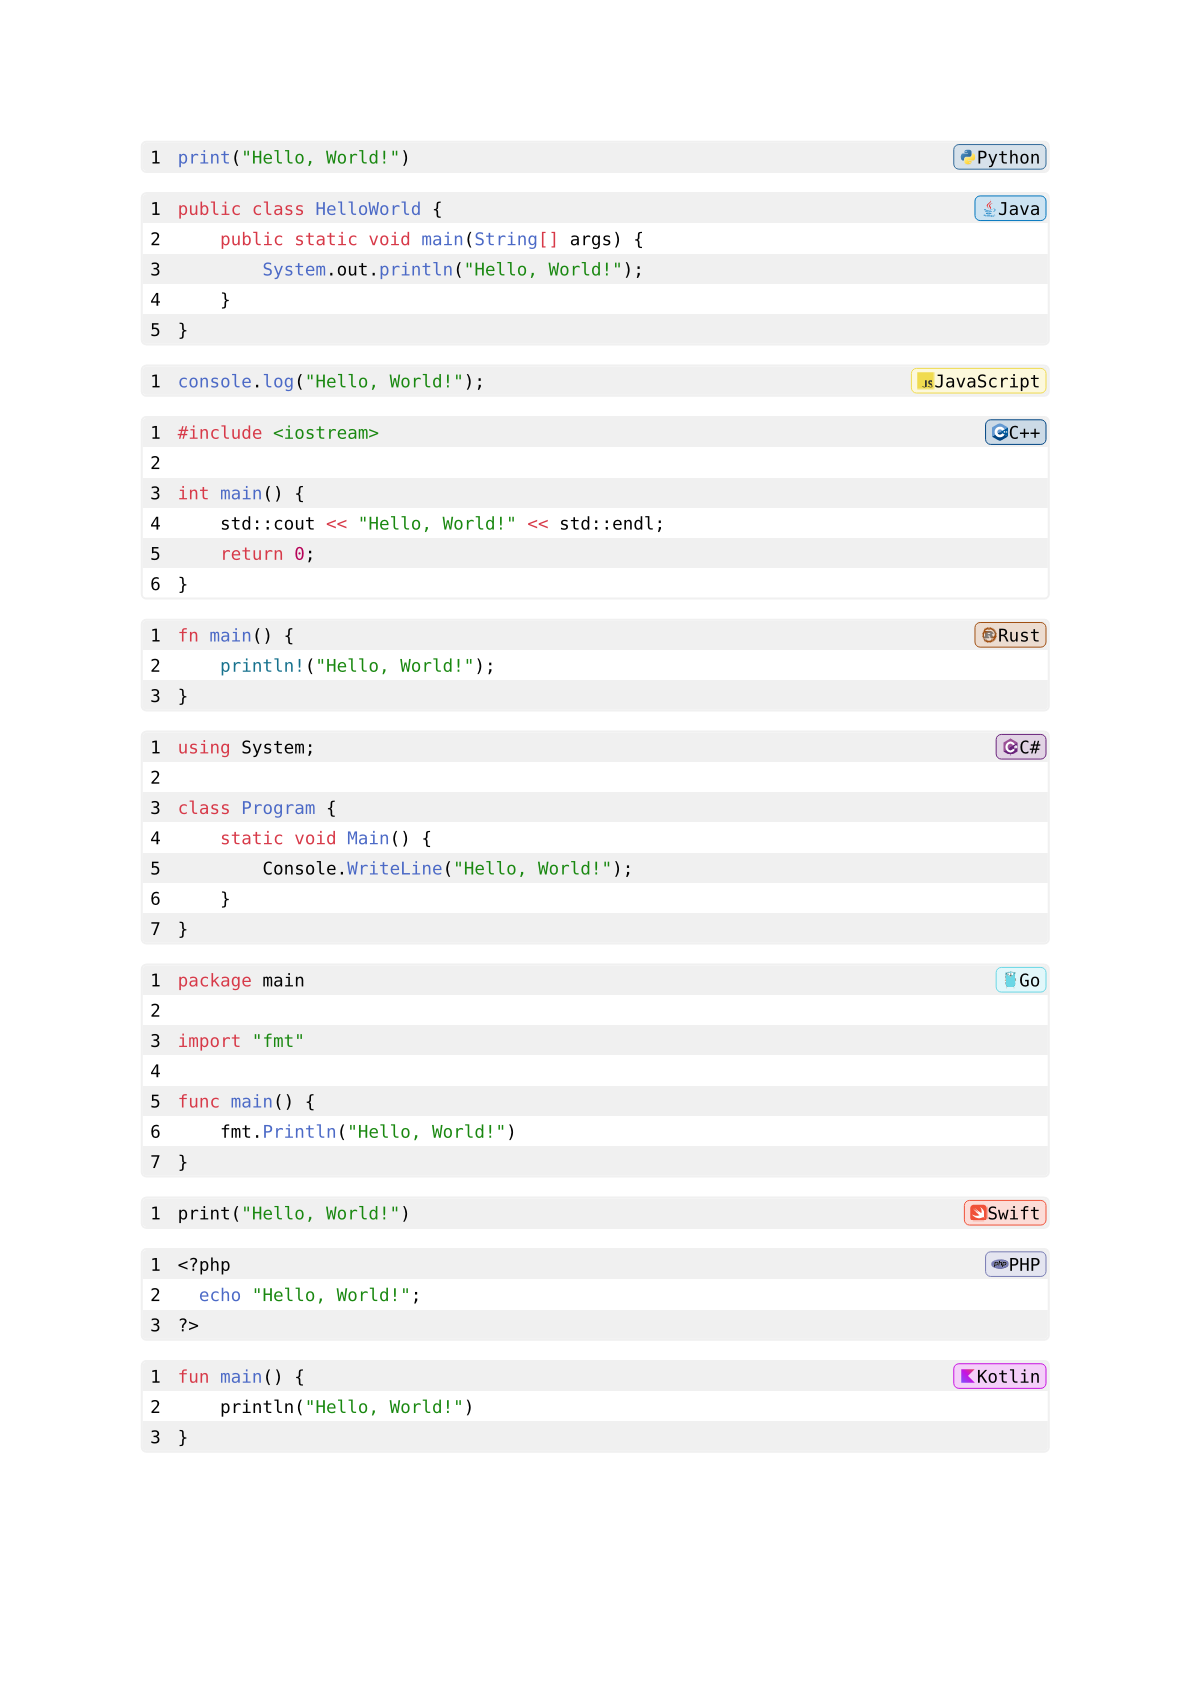 1 print("Hello, World!") Python
1 public class HelloWorld { Java
2     public static void main(String[] args) {
3         System.out.println("Hello, World!");
4     }
5 }
1 console.log("Hello, World!"); JS JavaScript
1 #include <iostream> C++
2
3 int main() {
4     std::cout << "Hello, World!" << std::endl;
5     return 0;
6 }
1 fn main() { Rust
2     println!("Hello, World!");
3 }
1 using System; C#
2
3 class Program {
4     static void Main() {
5         Console.WriteLine("Hello, World!");
6     }
7 }
1 package main Go
2
3 import "fmt"
4
5 func main() {
6     fmt.Println("Hello, World!")
7 }
1 print("Hello, World!") Swift
1 <?php php PHP
2   echo "Hello, World!";
3 ?>
1 fun main() { Kotlin
2     println("Hello, World!")
3 }